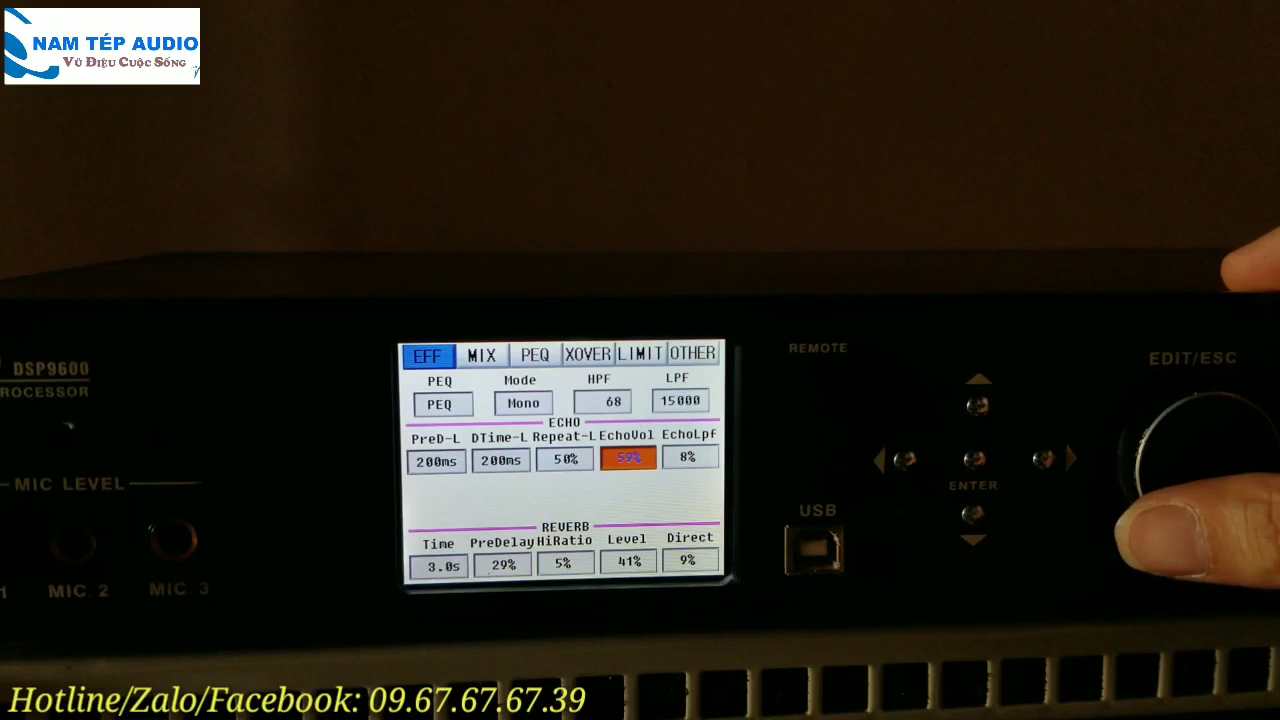 NAM TÉP AUDIO
Vũ Điệu Cuộc Sống
DSP9600
ROCESSOR
MIC LEVEL
1 MIC. 2 MIC. 3
EFF MIX PEQ XOVER LIMIT OTHER
PEQ Mode HPF LPF
PEQ Mono 68 15000
ECHO
PreD-L DTime-L Repeat-L EchoVol EchoLpf
200ms 200ms 50% 59% 8%
REVERB
Time PreDelay HiRatio Level Direct
3.0s 29% 5% 41% 9%
REMOTE
USB
ENTER
EDIT/ESC
Hotline/Zalo/Facebook: 09.67.67.67.39